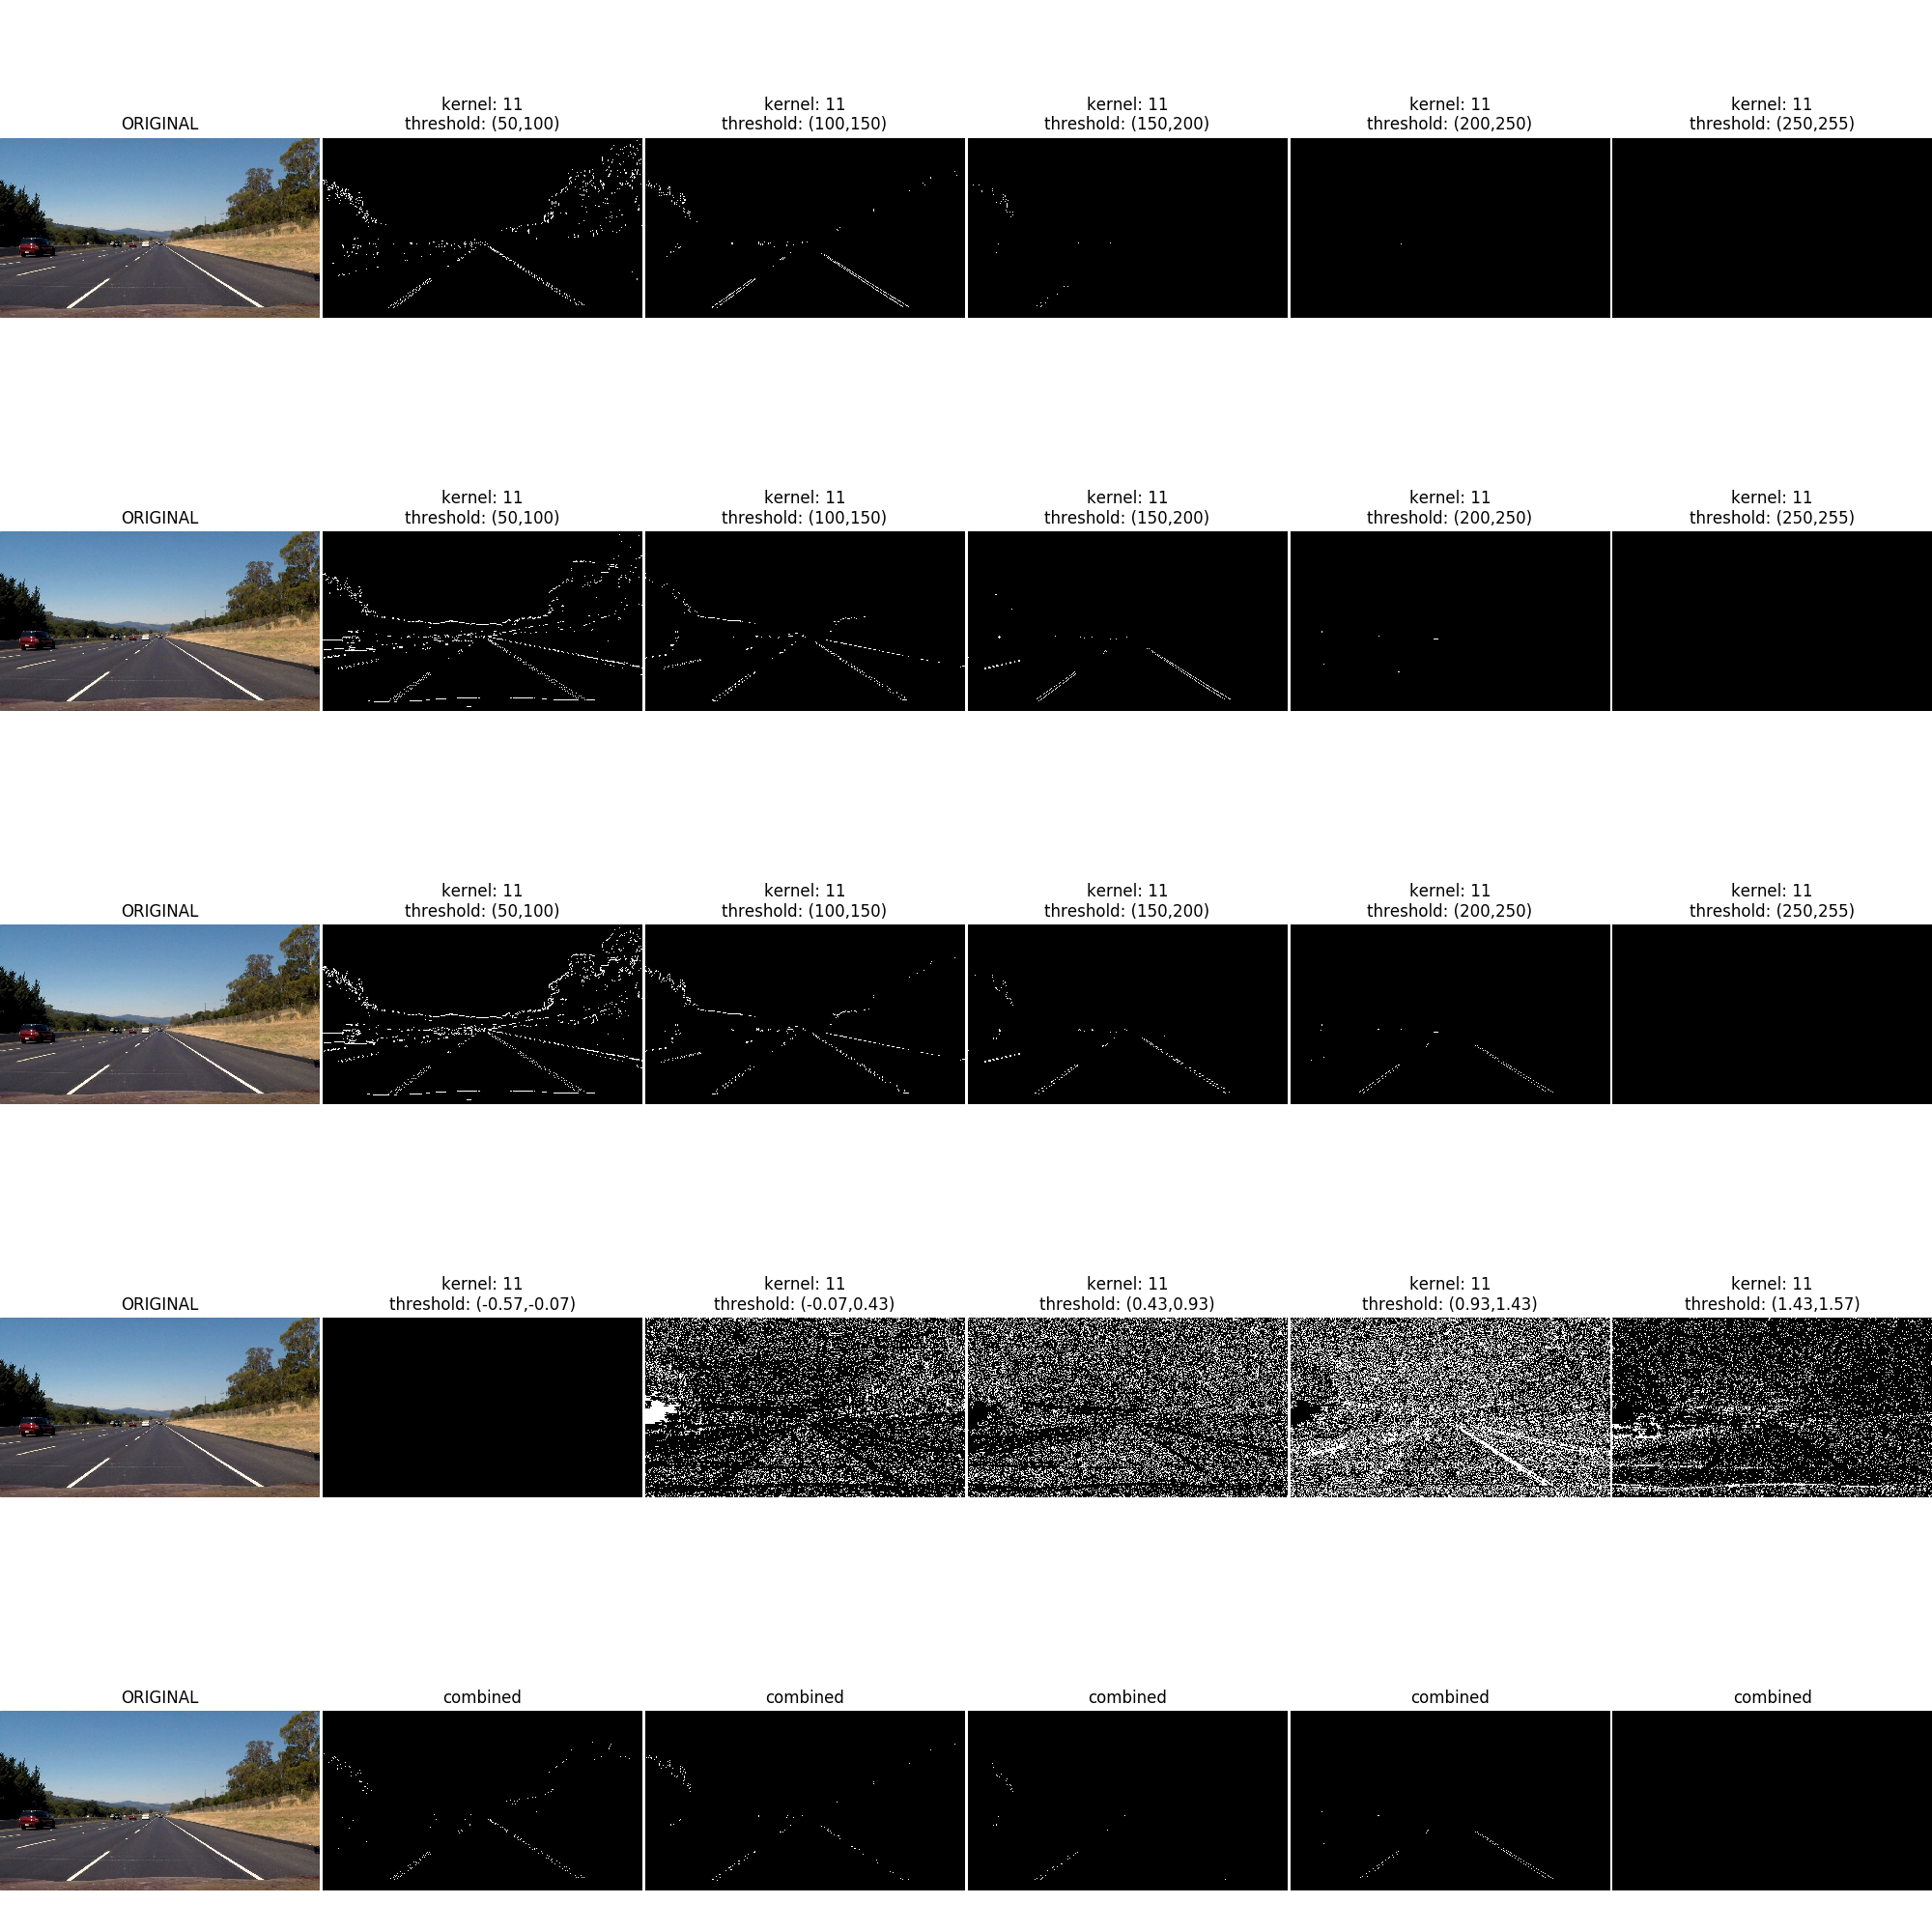 ORIGINAL
kernel: 11
threshold: (50,100)
kernel: 11
threshold: (100,150)
kernel: 11
threshold: (150,200)
kernel: 11
threshold: (200,250)
kernel: 11
threshold: (250,255)
ORIGINAL
kernel: 11
threshold: (50,100)
kernel: 11
threshold: (100,150)
kernel: 11
threshold: (150,200)
kernel: 11
threshold: (200,250)
kernel: 11
threshold: (250,255)
ORIGINAL
kernel: 11
threshold: (50,100)
kernel: 11
threshold: (100,150)
kernel: 11
threshold: (150,200)
kernel: 11
threshold: (200,250)
kernel: 11
threshold: (250,255)
ORIGINAL
kernel: 11
threshold: (-0.57,-0.07)
kernel: 11
threshold: (-0.07,0.43)
kernel: 11
threshold: (0.43,0.93)
kernel: 11
threshold: (0.93,1.43)
kernel: 11
threshold: (1.43,1.57)
ORIGINAL
combined
combined
combined
combined
combined